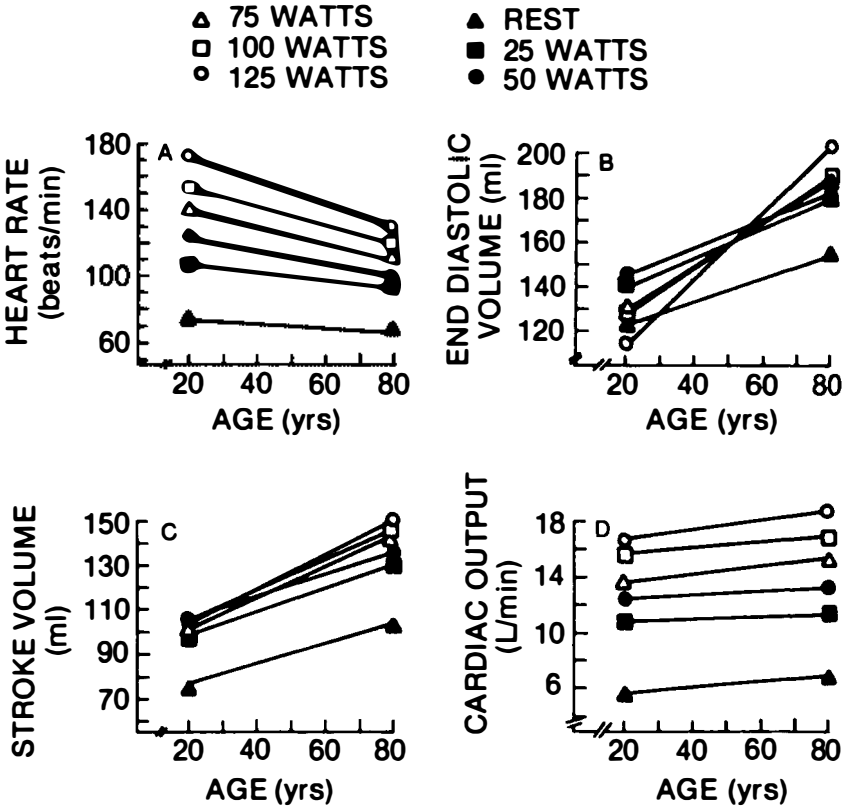 75 WATTS
100 WATTS
125 WATTS
REST
25 WATTS
50 WATTS
A
HEART RATE
(beats/min)
180
140
100
60
20 40 60 80
AGE (yrs)
B
END DIASTOLIC
VOLUME (ml)
200
180
160
140
120
20 40 60 80
AGE (yrs)
C
STROKE VOLUME
(ml)
150
130
110
90
70
20 40 60 80
AGE (yrs)
D
CARDIAC OUTPUT
(L/min)
18
14
10
6
20 40 60 80
AGE (yrs)